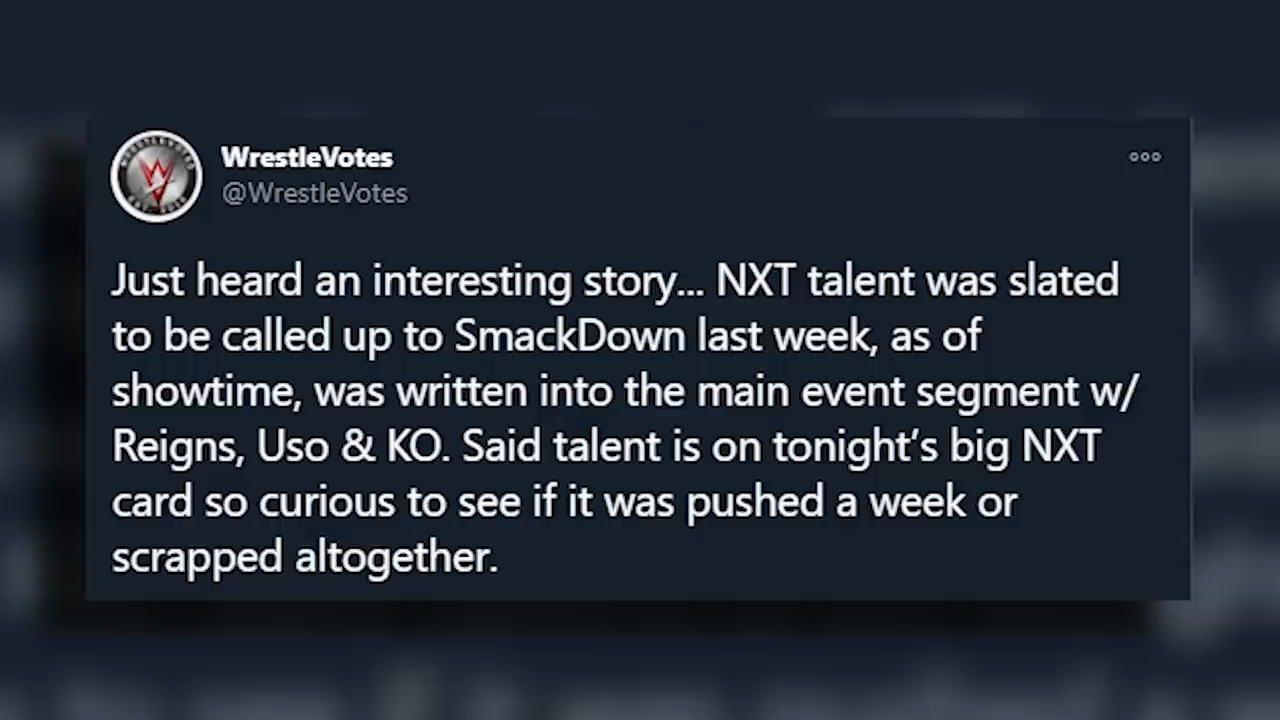 WrestleVotes
@WrestleVotes
Just heard an interesting story... NXT talent was slated
to be called up to SmackDown last week, as of
showtime, was written into the main event segment w/
Reigns, Uso & KO. Said talent is on tonight's big NXT
card so curious to see if it was pushed a week or
scrapped altogether.